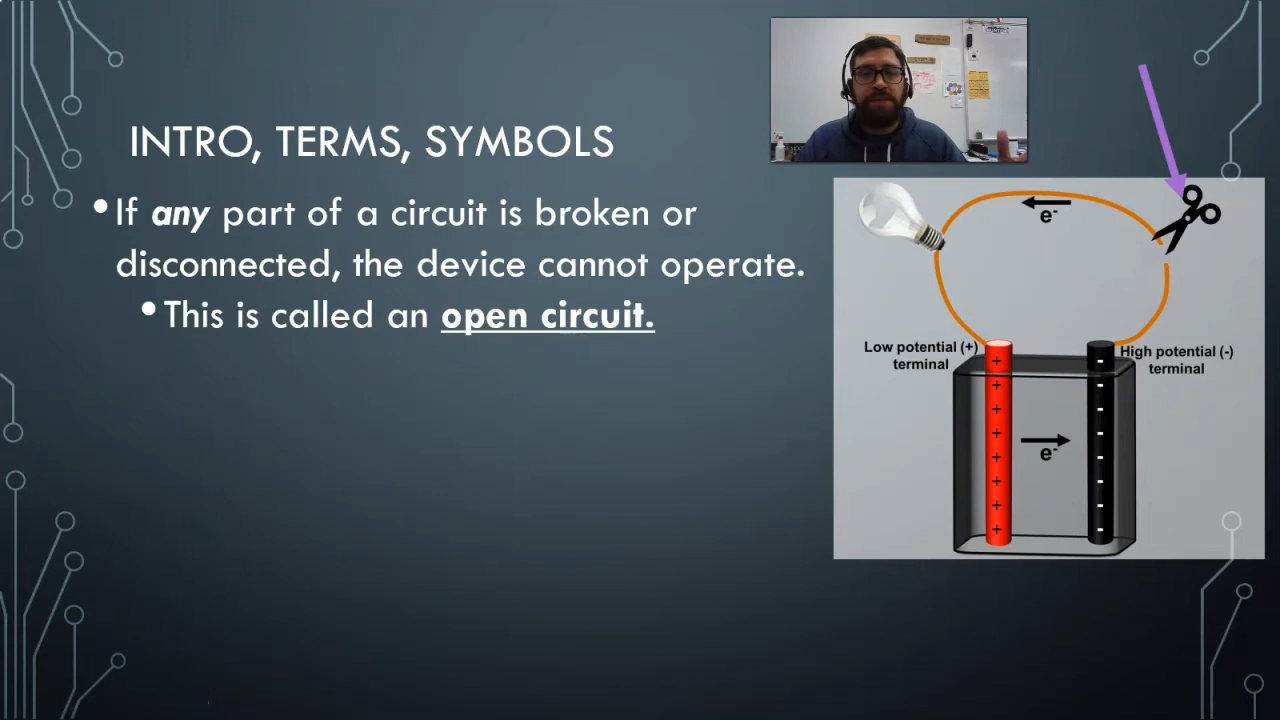 INTRO, TERMS, SYMBOLS
•If any part of a circuit is broken or
disconnected, the device cannot operate.
•This is called an open circuit.
e-
Low potential (+)
terminal
High potential (-)
terminal
+ -
+ -
+ -
+ -
+ -
+ -
+ -
+ -
e-